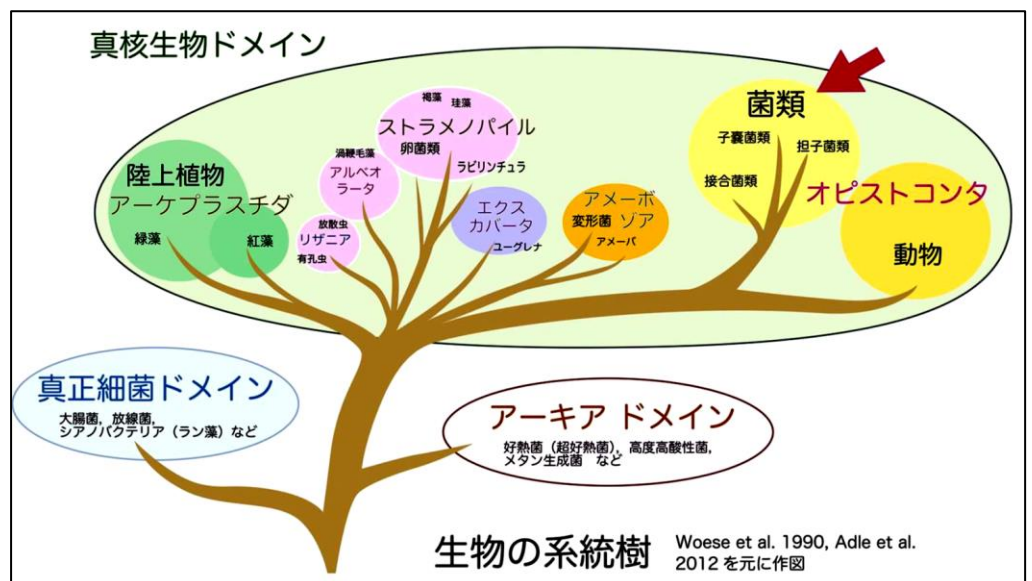 真核生物ドメイン
陸上植物
アーケプラスチダ
緑藻
紅藻
渦鞭毛藻
アルベオ
ラータ
放散虫
リザニア
有孔虫
褐藻
珪藻
ストラメノパイル
卵菌類
ラビリンチュラ
エクス
カバータ
ユーグレナ
アメーボ
変形菌 ゾア
アメーバ
菌類
子嚢菌類
担子菌類
接合菌類
オピストコンタ
動物
真正細菌ドメイン
大腸菌，放線菌，
シアノバクテリア（ラン藻）など
アーキア ドメイン
好熱菌（超好熱菌），高度高酸性菌，
メタン生成菌 など
生物の系統樹
Woese et al. 1990, Adle et al.
2012 を元に作図